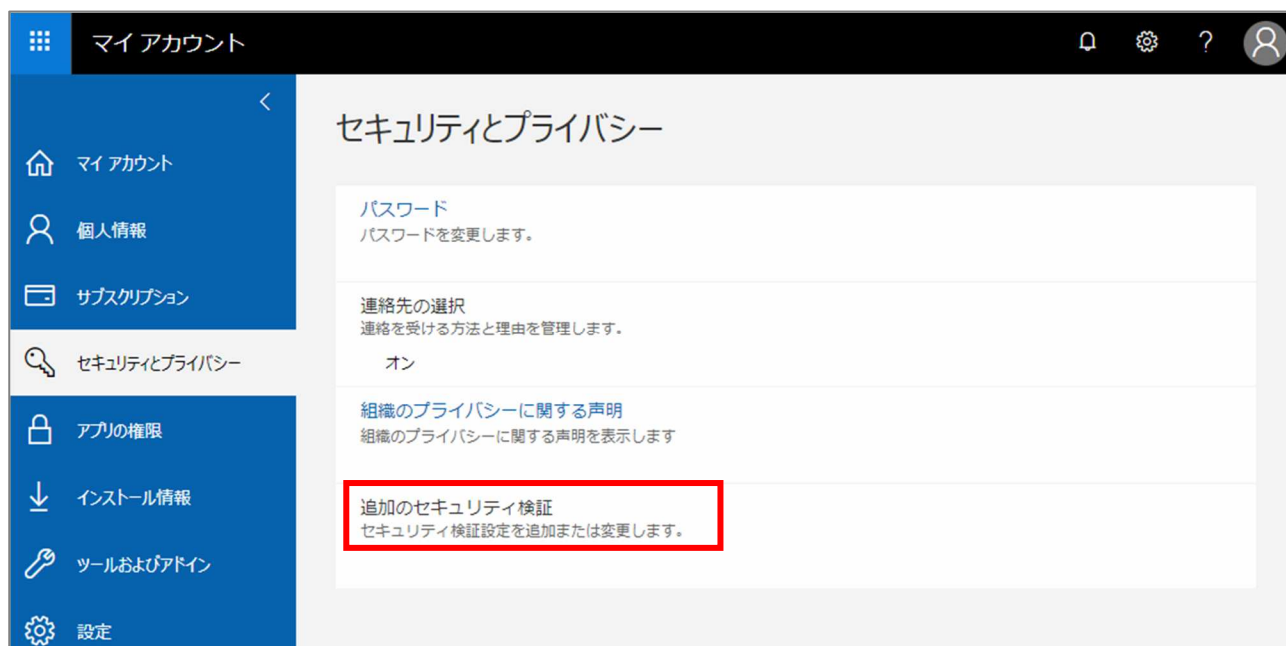 マイ アカウント
?
マイ アカウント
個人情報
サブスクリプション
セキュリティとプライバシー
アプリの権限
インストール情報
ツールおよびアドイン
設定
セキュリティとプライバシー
パスワード
パスワードを変更します。
連絡先の選択
連絡を受ける方法と理由を管理します。
オン
組織のプライバシーに関する声明
組織のプライバシーに関する声明を表示します
追加のセキュリティ検証
セキュリティ検証設定を追加または変更します。